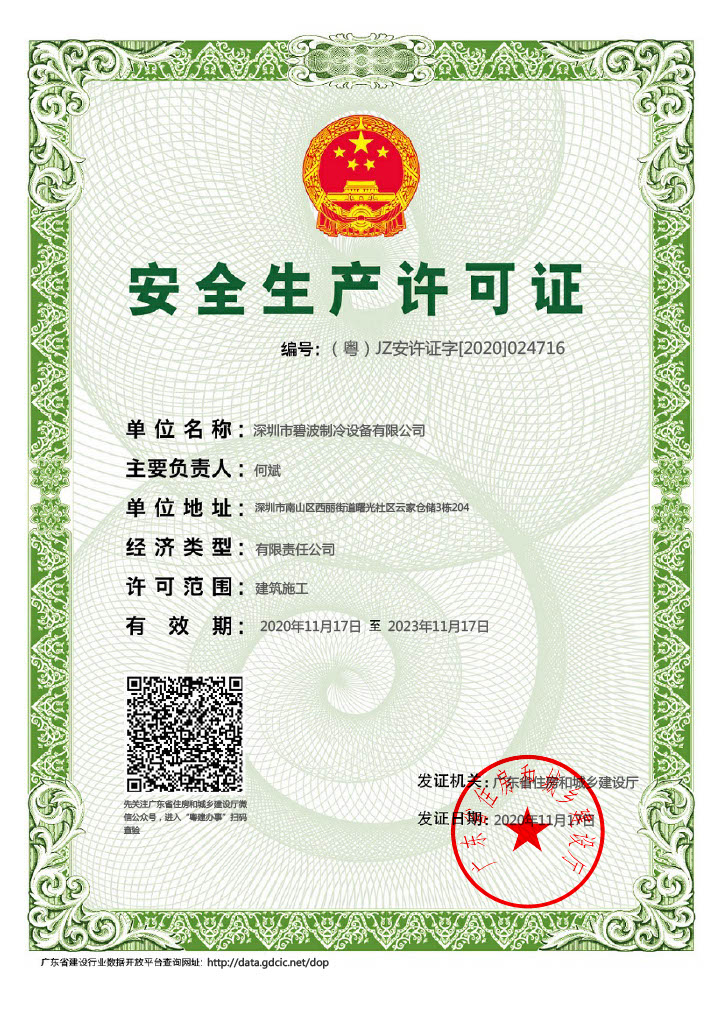 安全生产许可证
编号：（粤）JZ安许证字[2020]024716
单位名称：深圳市碧波制冷设备有限公司
主要负责人：何斌
单位地址：深圳市南山区西丽街道曙光社区云家仓储3栋204
经济类型：有限责任公司
许可范围：建筑施工
有效期：2020年11月17日 至 2023年11月17日
先关注广东省住房和城乡建设厅微
信公众号，进入“粤建办事”扫码
查验
发证机关：广东省住房和城乡建设厅
发证日期：2020年11月17日
广东省住房和城乡建设厅
广东省建设行业数据开放平台查询网址：http://data.gdcic.net/dop